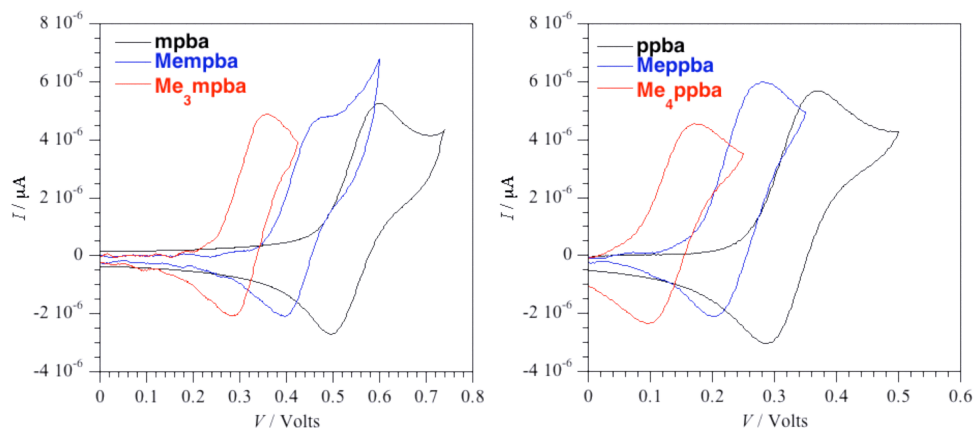 8 10⁻⁶
6 10⁻⁶
4 10⁻⁶
2 10⁻⁶
0
-2 10⁻⁶
-4 10⁻⁶
I / µA
mpba
Mempba
Me₃mpba
0 0.1 0.2 0.3 0.4 0.5 0.6 0.7 0.8
V / Volts
8 10⁻⁶
6 10⁻⁶
4 10⁻⁶
2 10⁻⁶
0
-2 10⁻⁶
-4 10⁻⁶
I / µA
ppba
Meppba
Me₄ppba
0 0.1 0.2 0.3 0.4 0.5 0.6
V / Volts